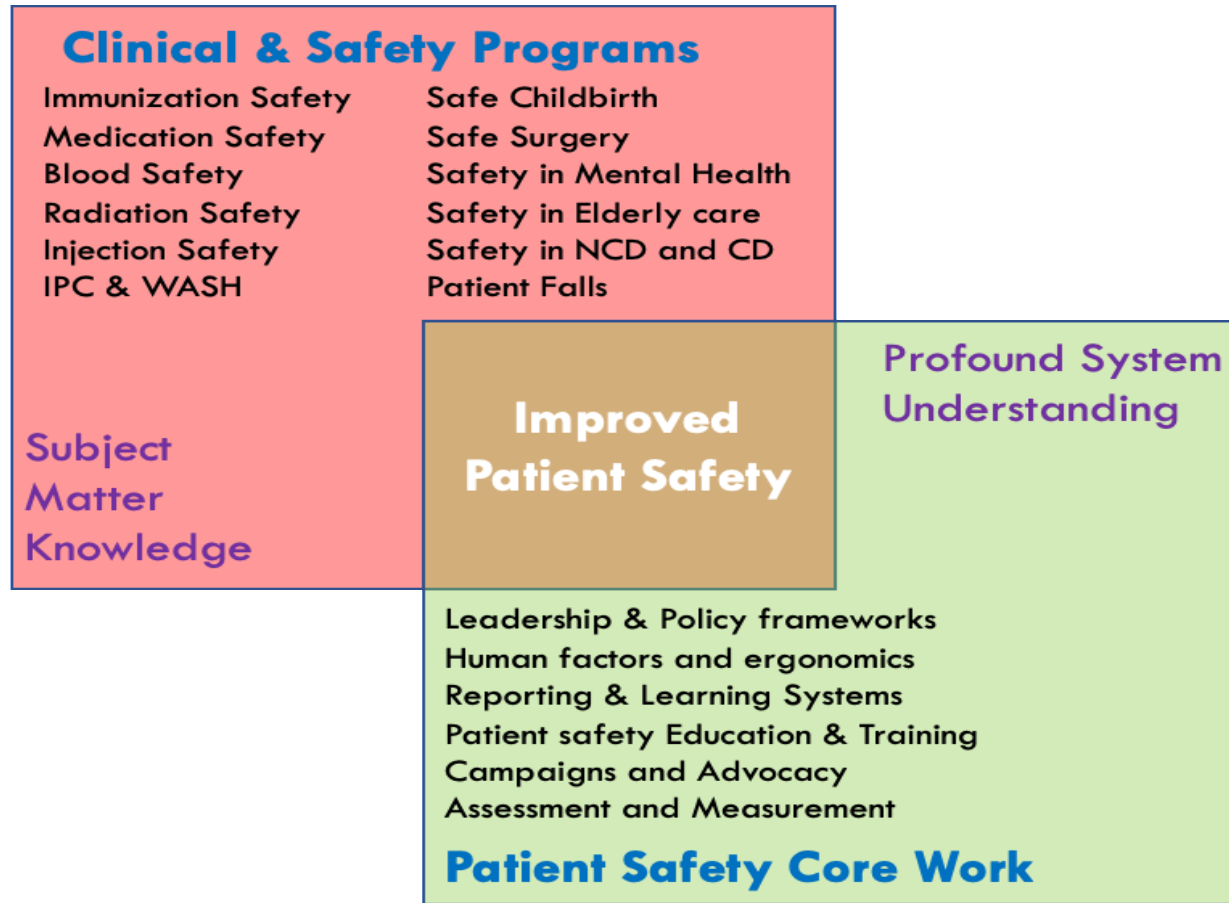 Clinical & Safety Programs
Immunization Safety
Medication Safety
Blood Safety
Radiation Safety
Injection Safety
IPC & WASH
Safe Childbirth
Safe Surgery
Safety in Mental Health
Safety in Elderly care
Safety in NCD and CD
Patient Falls
Subject
Matter
Knowledge
Improved
Patient Safety
Profound System
Understanding
Leadership & Policy frameworks
Human factors and ergonomics
Reporting & Learning Systems
Patient safety Education & Training
Campaigns and Advocacy
Assessment and Measurement
Patient Safety Core Work